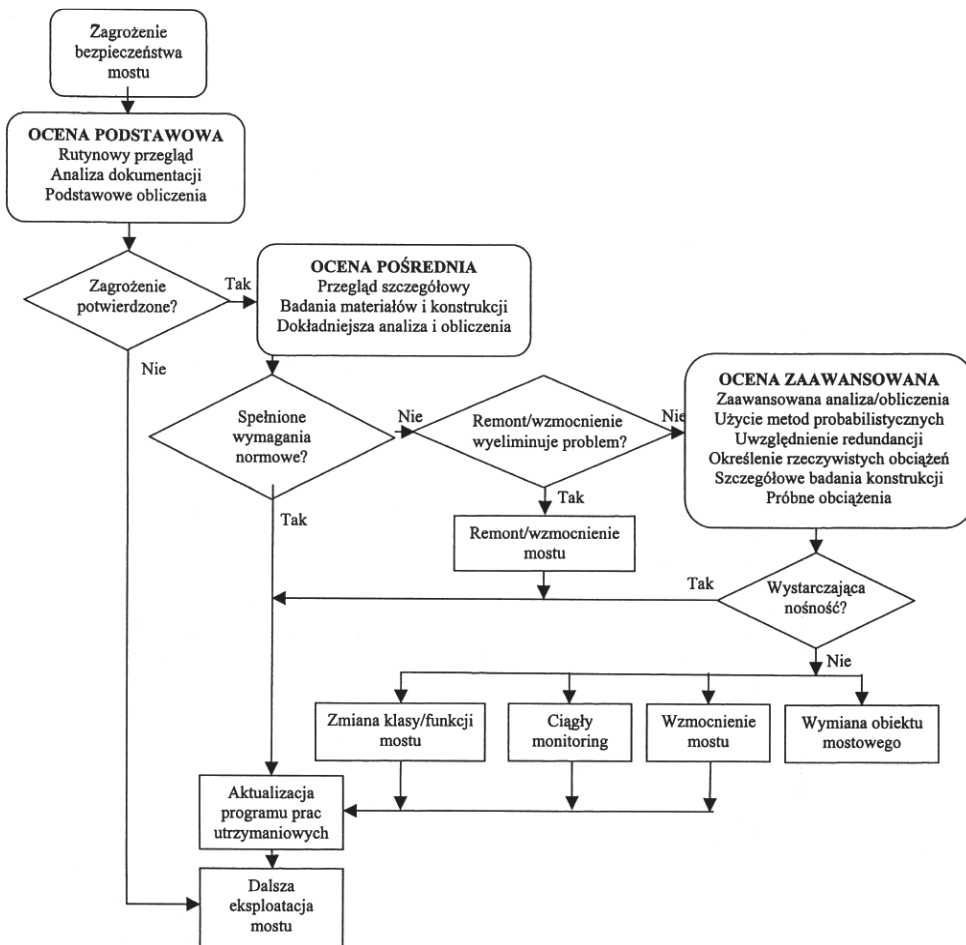 Zagrożenie
bezpieczeństwa
mostu
OCENA PODSTAWOWA
Rutynowy przegląd
Analiza dokumentacji
Podstawowe obliczenia
Zagrożenie
potwierdzone?
Tak
Nie
OCENA POŚREDNIA
Przegląd szczegółowy
Badania materiałów i konstrukcji
Dokładniejsza analiza i obliczenia
Spełnione
wymagania
normowe?
Nie
Tak
Remont/wzmocnienie
wyeliminuje problem?
Nie
Tak
OCENA ZAAWANSOWANA
Zaawansowana analiza/obliczenia
Użycie metod probabilistycznych
Uwzględnienie redundancji
Określenie rzeczywistych obciążeń
Szczegółowe badania konstrukcji
Próbne obciążenia
Remont/wzmocnienie
mostu
Tak
Wystarczająca
nośność?
Nie
Zmiana klasy/funkcji
mostu
Ciągły
monitoring
Wzmocnienie
mostu
Wymiana obiektu
mostowego
Aktualizacja
programu prac
utrzymaniowych
Dalsza
eksploatacja
mostu